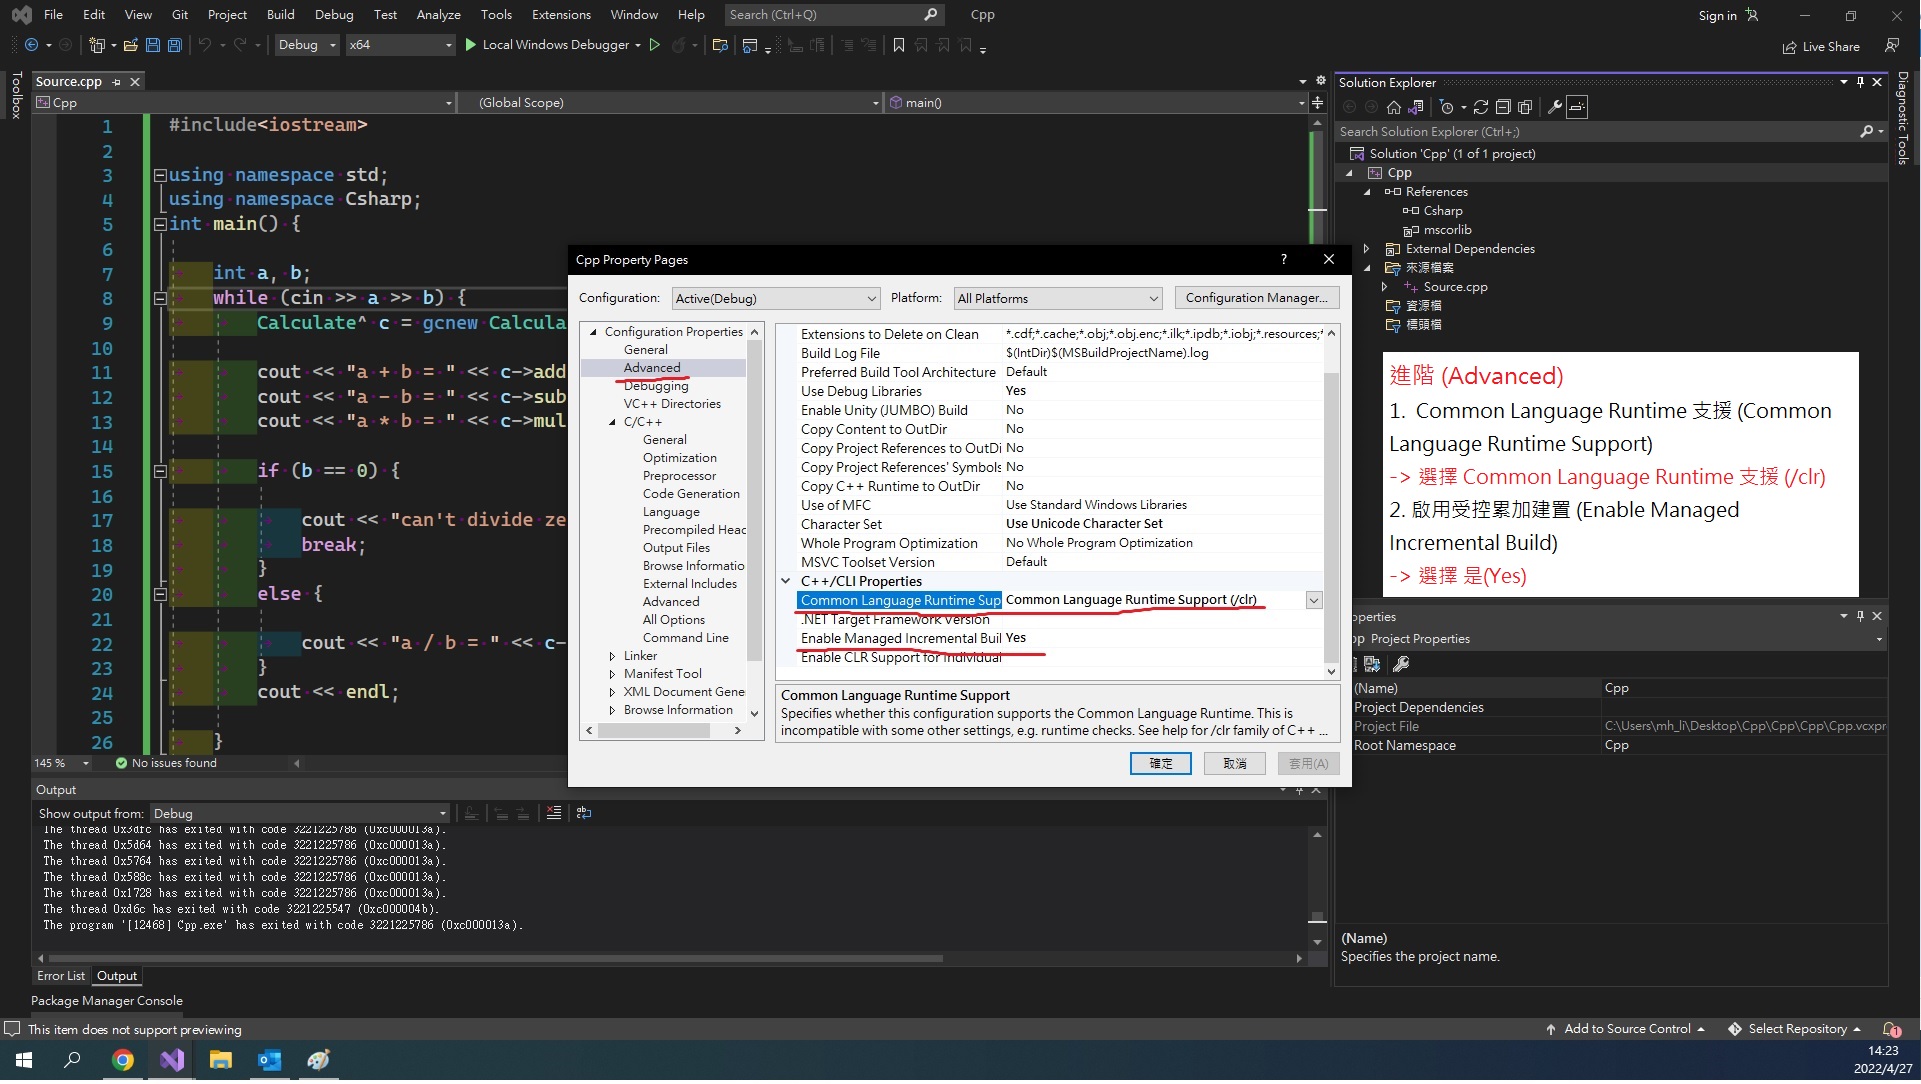 File Edit View Git Project Build Debug Test Analyze Tools Extensions Window Help Search (Ctrl+Q) Cpp Sign in
Debug x64 Local Windows Debugger Live Share
Toolbox
Source.cpp
Cpp (Global Scope) main()
1 #include<iostream>
2
3 using namespace std;
4 using namespace Csharp;
5 int main() {
6
7 int a, b;
8 while (cin >> a >> b) {
9 Calculate^ c = gcnew Calcula
10
11 cout << "a + b = " << c->add
12 cout << "a - b = " << c->sub
13 cout << "a * b = " << c->mul
14
15 if (b == 0) {
16
17 cout << "can't divide ze
18 break;
19 }
20 else {
21
22 cout << "a / b = " << c-
23 }
24 cout << endl;
25
26 }
145 % No issues found
Cpp Property Pages ?
Configuration: Active(Debug) Platform: All Platforms Configuration Manager...
Configuration Properties
General
Advanced
Debugging
VC++ Directories
C/C++
General
Optimization
Preprocessor
Code Generation
Language
Precompiled Head
Output Files
Browse Informatio
External Includes
Advanced
All Options
Command Line
Linker
Manifest Tool
XML Document Gene
Browse Information
Extensions to Delete on Clean *.cdf;*.cache;*.obj;*.obj.enc;*.ilk;*.ipdb;*.iobj;*.resources;*
Build Log File $(IntDir)$(MSBuildProjectName).log
Preferred Build Tool Architecture Default
Use Debug Libraries Yes
Enable Unity (JUMBO) Build No
Copy Content to OutDir No
Copy Project References to OutDi No
Copy Project References' Symbols No
Copy C++ Runtime to OutDir No
Use of MFC Use Standard Windows Libraries
Character Set Use Unicode Character Set
Whole Program Optimization No Whole Program Optimization
MSVC Toolset Version Default
C++/CLI Properties
Common Language Runtime Sup Common Language Runtime Support (/clr)
.NET Target Framework Version
Enable Managed Incremental Buil Yes
Enable CLR Support for Individual
Common Language Runtime Support
Specifies whether this configuration supports the Common Language Runtime. This is
incompatible with some other settings, e.g. runtime checks. See help for /clr family of C++ ...
確定 取消 套用(A)
Solution Explorer
Search Solution Explorer (Ctrl+;)
Solution 'Cpp' (1 of 1 project)
Cpp
References
Csharp
mscorlib
External Dependencies
來源檔案
Source.cpp
資源檔
標頭檔
Diagnostic Tools
進階 (Advanced)
1. Common Language Runtime 支援 (Common
Language Runtime Support)
-> 選擇 Common Language Runtime 支援 (/clr)
2. 啟用受控累加建置 (Enable Managed
Incremental Build)
-> 選擇 是(Yes)
operties
pp Project Properties
(Name) Cpp
Project Dependencies
Project File C:\Users\mh_li\Desktop\Cpp\Cpp\Cpp\Cpp.vcxpr
Root Namespace Cpp
(Name)
Specifies the project name.
Output
Show output from: Debug
The thread 0x3dfc has exited with code 3221225786 (0xc000013a).
The thread 0x5d64 has exited with code 3221225786 (0xc000013a).
The thread 0x5764 has exited with code 3221225786 (0xc000013a).
The thread 0x588c has exited with code 3221225786 (0xc000013a).
The thread 0x1728 has exited with code 3221225786 (0xc000013a).
The thread 0xd6c has exited with code 3221225547 (0xc000004b).
The program '[12468] Cpp.exe' has exited with code 3221225786 (0xc000013a).
Error List Output
Package Manager Console
This item does not support previewing Add to Source Control Select Repository 1
14:23
2022/4/27